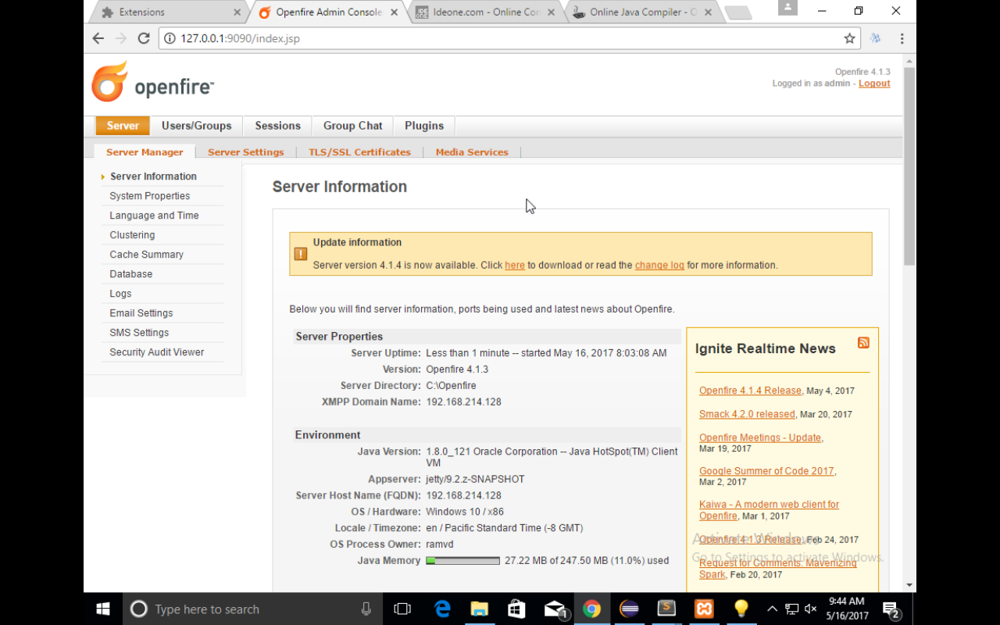 Extensions
Openfire Admin Console
Ideone.com - Online Con
Online Java Compiler - O
127.0.0.1:9090/index.jsp
openfire™
Openfire 4.1.3
Logged in as admin - Logout
Server
Users/Groups
Sessions
Group Chat
Plugins
Server Manager
Server Settings
TLS/SSL Certificates
Media Services
Server Information
System Properties
Language and Time
Clustering
Cache Summary
Database
Logs
Email Settings
SMS Settings
Security Audit Viewer
Server Information
Update information
Server version 4.1.4 is now available. Click here to download or read the change log for more information.
Below you will find server information, ports being used and latest news about Openfire.
Server Properties
Server Uptime: Less than 1 minute -- started May 16, 2017 8:03:08 AM
Version: Openfire 4.1.3
Server Directory: C:\Openfire
XMPP Domain Name: 192.168.214.128
Environment
Java Version: 1.8.0_121 Oracle Corporation -- Java HotSpot(TM) Client
VM
Appserver: jetty/9.2.z-SNAPSHOT
Server Host Name (FQDN): 192.168.214.128
OS / Hardware: Windows 10 / x86
Locale / Timezone: en / Pacific Standard Time (-8 GMT)
OS Process Owner: ramvd
Java Memory 27.22 MB of 247.50 MB (11.0%) used
Ignite Realtime News
Openfire 4.1.4 Release, May 4, 2017
Smack 4.2.0 released, Mar 20, 2017
Openfire Meetings - Update,
Mar 19, 2017
Google Summer of Code 2017,
Mar 2, 2017
Kaiwa - A modern web client for
Openfire, Mar 1, 2017
Openfire 4.1.3 Release, Feb 24, 2017
Request for Comments: Mavenizing
Spark, Feb 20, 2017
Activate Windows
Go to Settings to activate Windows.
Type here to search
1
9:44 AM
5/16/2017
2